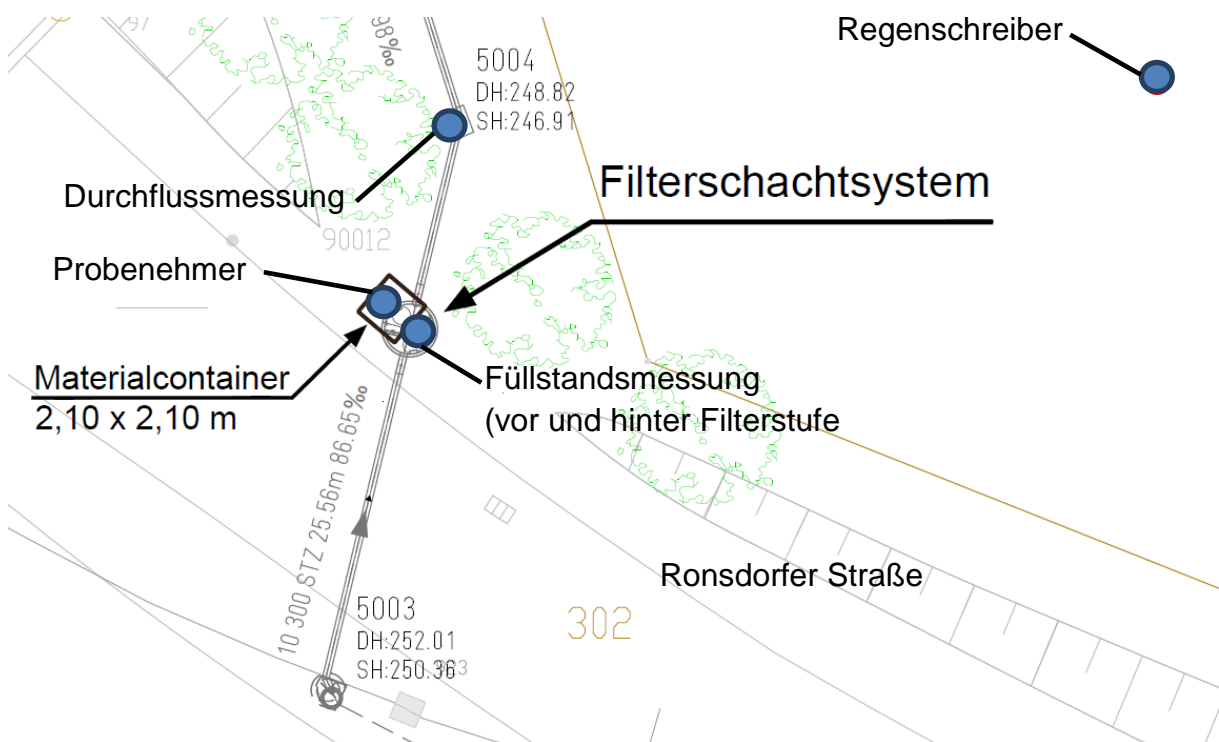 Regenschreiber
97
98‰
5004
DH:248.82
SH:246.91
Durchflussmessung
Filterschachtsystem
90012
Probenehmer
Materialcontainer
2,10 x 2,10 m
Füllstandsmessung
(vor und hinter Filterstufe
10 300 STZ 25.56m 86.65‰
Ronsdorfer Straße
5003
DH:252.01
SH:250.36
302